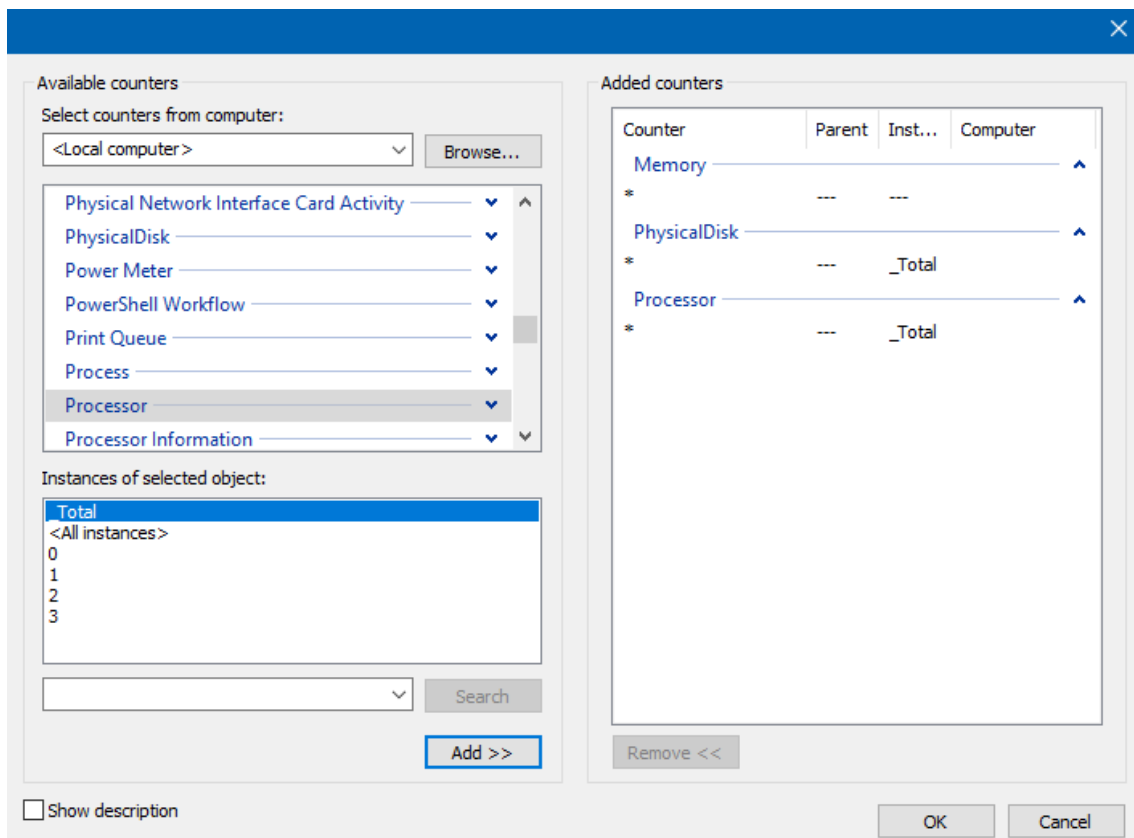 Available counters
Select counters from computer:
<Local computer>
Browse...
Physical Network Interface Card Activity
PhysicalDisk
Power Meter
PowerShell Workflow
Print Queue
Process
Processor
Processor Information
Instances of selected object:
_Total
<All instances>
0
1
2
3
Search
Add >>
Show description
Added counters
Counter Parent Inst... Computer
Memory
* --- ---
PhysicalDisk
* --- _Total
Processor
* --- _Total
Remove <<
OK Cancel